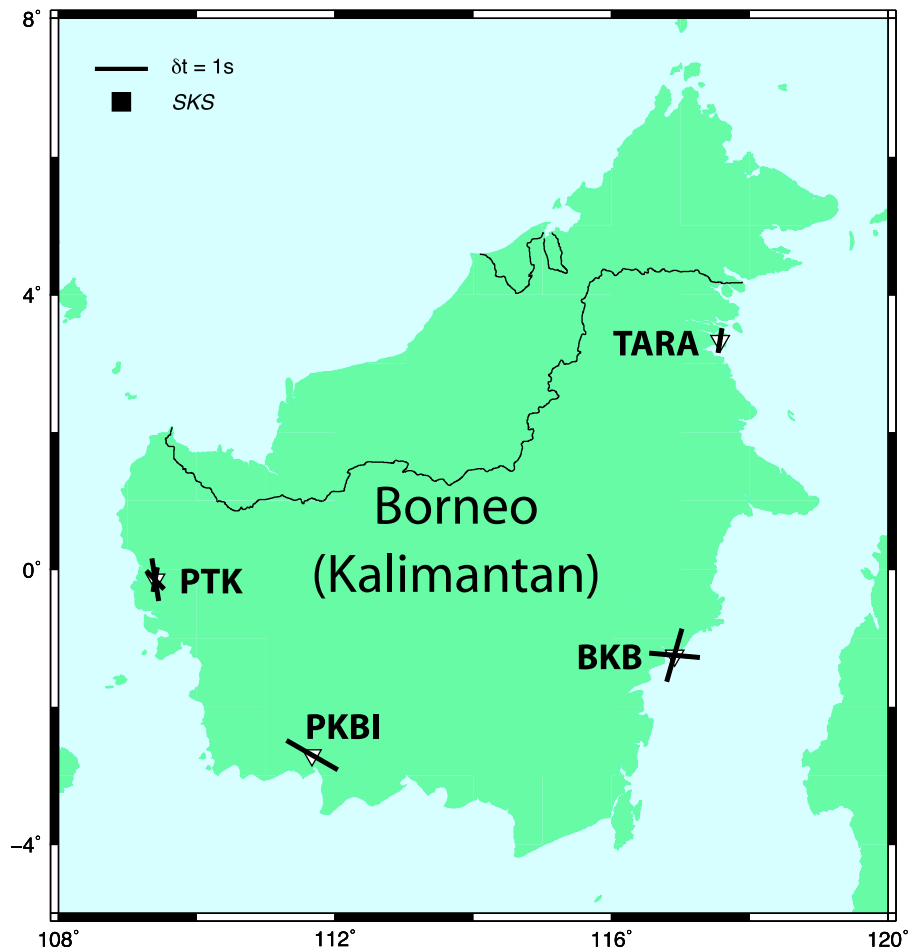 8°
δt = 1s
SKS
4°
TARA
Borneo
(Kalimantan)
0°
PTK
BKB
PKBI
−4°
108°
112°
116°
120°